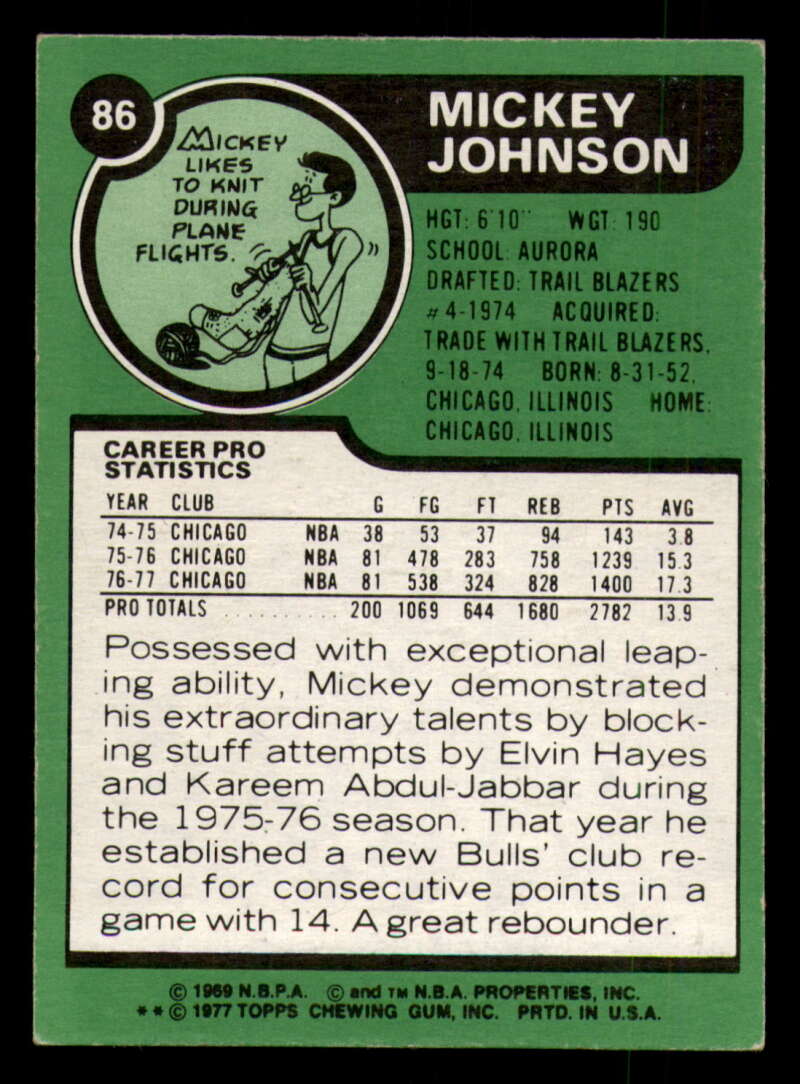 86
MICKEY
LIKES
TO KNIT
DURING
PLANE
FLIGHTS.
MICKEY
JOHNSON
HGT: 6'10" WGT: 190
SCHOOL: AURORA
DRAFTED: TRAIL BLAZERS
#4-1974 ACQUIRED:
TRADE WITH TRAIL BLAZERS,
9-18-74 BORN: 8-31-52,
CHICAGO, ILLINOIS HOME:
CHICAGO, ILLINOIS
CAREER PRO
STATISTICS
YEAR CLUB G FG FT REB PTS AVG
74-75 CHICAGO NBA 38 53 37 94 143 3.8
75-76 CHICAGO NBA 81 478 283 758 1239 15.3
76-77 CHICAGO NBA 81 538 324 828 1400 17.3
PRO TOTALS ........... 200 1069 644 1680 2782 13.9
Possessed with exceptional leap-
ing ability, Mickey demonstrated
his extraordinary talents by block-
ing stuff attempts by Elvin Hayes
and Kareem Abdul-Jabbar during
the 1975-76 season. That year he
established a new Bulls' club re-
cord for consecutive points in a
game with 14. A great rebounder.
© 1969 N.B.P.A. © and TM N.B.A. PROPERTIES, INC.
**© 1977 TOPPS CHEWING GUM, INC. PRTD. IN U.S.A.